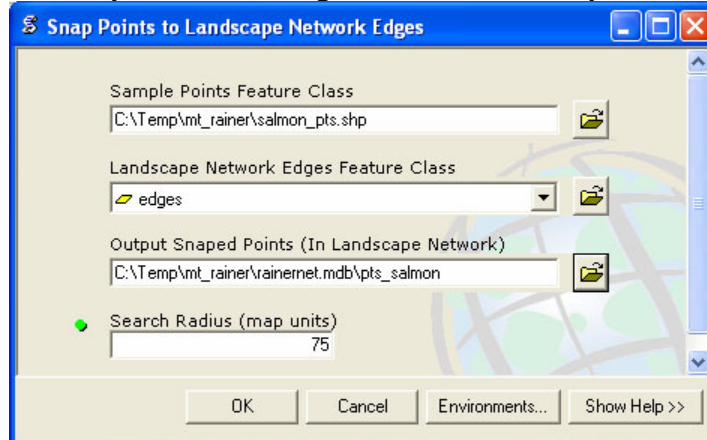 Snap Points to Landscape Network Edges
Sample Points Feature Class
C:\Temp\mt_rainer\salmon_pts.shp
Landscape Network Edges Feature Class
edges
Output Snaped Points (In Landscape Network)
C:\Temp\mt_rainer\rainernet.mdb\pts_salmon
Search Radius (map units)
75
OK Cancel Environments... Show Help >>